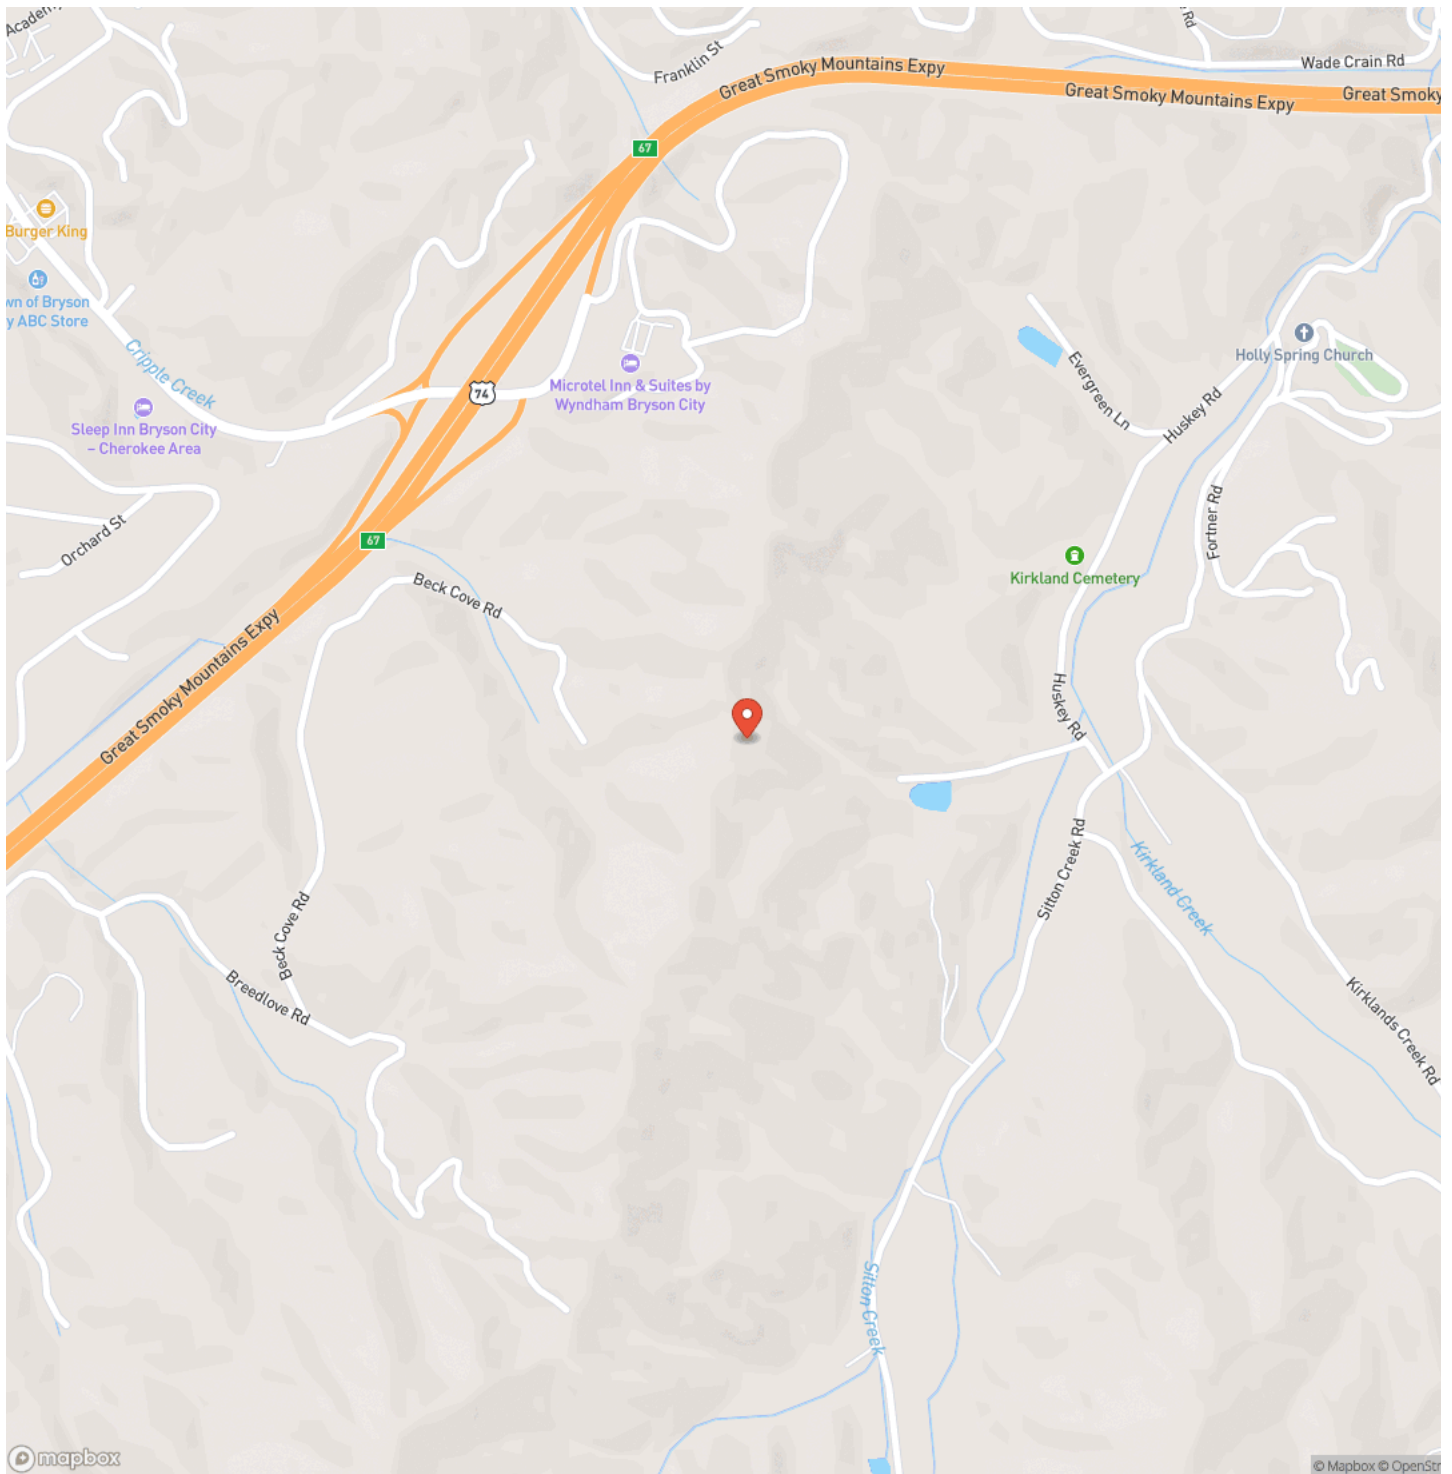 Academy
Franklin St
Rd
Wade Crain Rd
Great Smoky Mountains Expy
Great Smoky Mountains Expy
Great Smoky
67
Burger King
wn of Bryson
y ABC Store
Cripple Creek
74
Microtel Inn & Suites by
Wyndham Bryson City
Sleep Inn Bryson City
– Cherokee Area
Holly Spring Church
Evergreen Ln
Huskey Rd
Orchard St
67
Fortner Rd
Beck Cove Rd
Kirkland Cemetery
Great Smoky Mountains Expy
Huskey Rd
Sitton Creek Rd
Kirkland Creek
Beck Cove Rd
Breedlove Rd
Kirklands Creek Rd
Sitton Creek
mapbox
© Mapbox © OpenStr